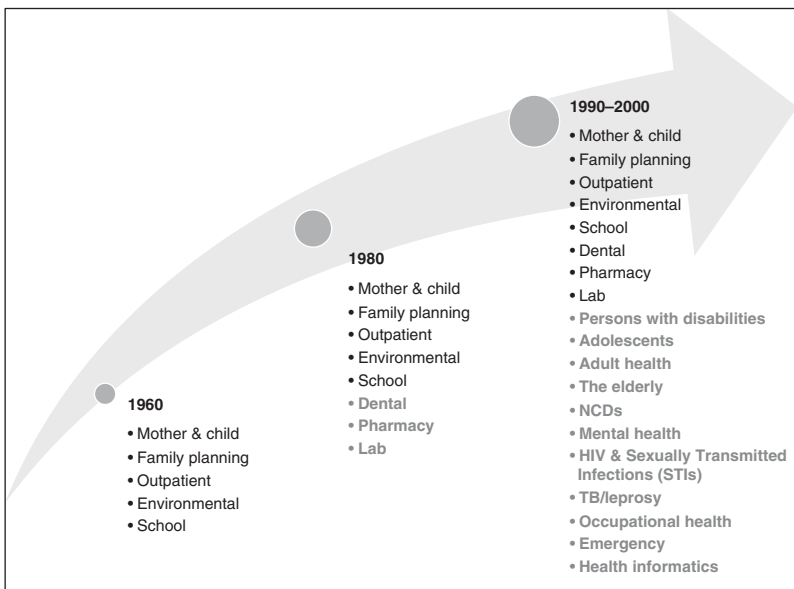 1960
• Mother & child
• Family planning
• Outpatient
• Environmental
• School
1980
• Mother & child
• Family planning
• Outpatient
• Environmental
• School
• Dental
• Pharmacy
• Lab
1990–2000
• Mother & child
• Family planning
• Outpatient
• Environmental
• School
• Dental
• Pharmacy
• Lab
• Persons with disabilities
• Adolescents
• Adult health
• The elderly
• NCDs
• Mental health
• HIV & Sexually Transmitted
Infections (STIs)
• TB/leprosy
• Occupational health
• Emergency
• Health informatics